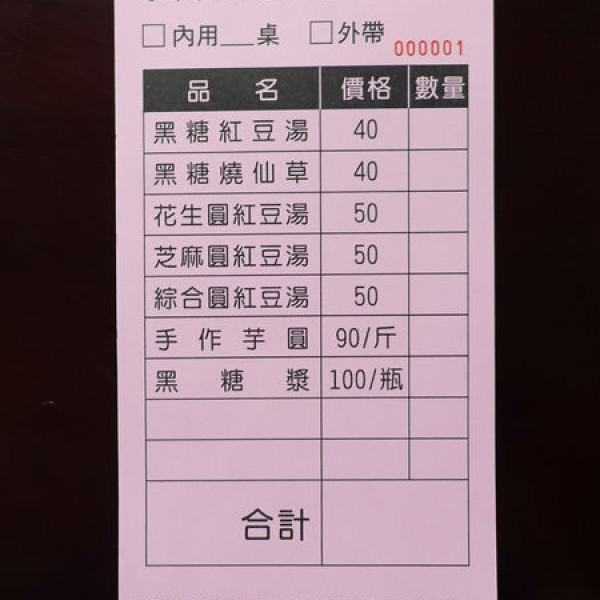 □內用___桌 □外帶
000001
品名 價格 數量
黑糖紅豆湯 40
黑糖燒仙草 40
花生圓紅豆湯 50
芝麻圓紅豆湯 50
綜合圓紅豆湯 50
手作芋圓 90/斤
黑糖漿 100/瓶
合計